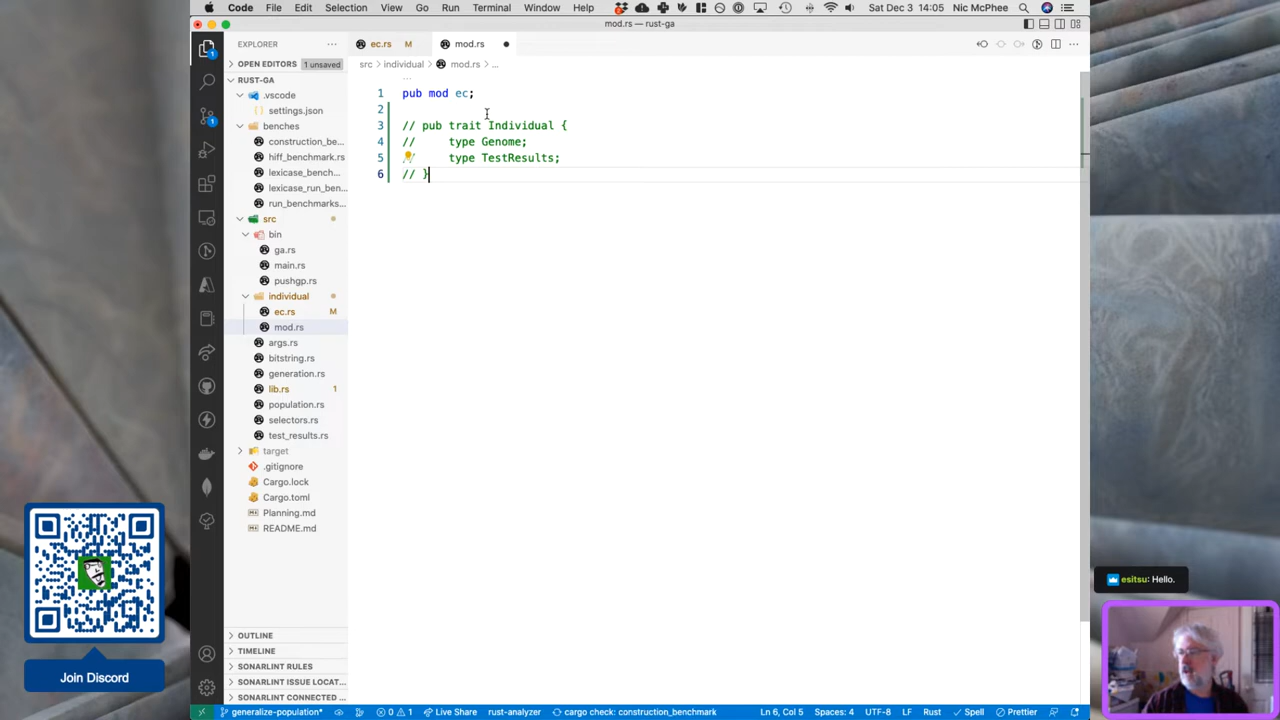 Code File Edit Selection View Go Run Terminal Window Help Sat Dec 3 14:05 Nic McPhee
mod.rs — rust-ga
EXPLORER
ec.rs M
mod.rs
OPEN EDITORS 1 unsaved
src > individual > mod.rs > ...
RUST-GA
.vscode
settings.json
benches
construction_be...
hiff_benchmark.rs
lexicase_bench...
lexicase_run_ben...
run_benchmarks...
src
bin
ga.rs
main.rs
pushgp.rs
individual
ec.rs M
mod.rs
args.rs
bitstring.rs
generation.rs
lib.rs 1
population.rs
selectors.rs
test_results.rs
target
.gitignore
Cargo.lock
Cargo.toml
Planning.md
README.md
OUTLINE
TIMELINE
SONARLINT RULES
SONARLINT ISSUE LOCAT...
SONARLINT CONNECTED ...
1 pub mod ec;
2
3 // pub trait Individual {
4 // type Genome;
5 type TestResults;
6 // }
Join Discord
esitsu: Hello.
generalize-population* 0 1 Live Share rust-analyzer cargo check: construction_benchmark Ln 6, Col 5 Spaces: 4 UTF-8 LF Rust Spell Prettier